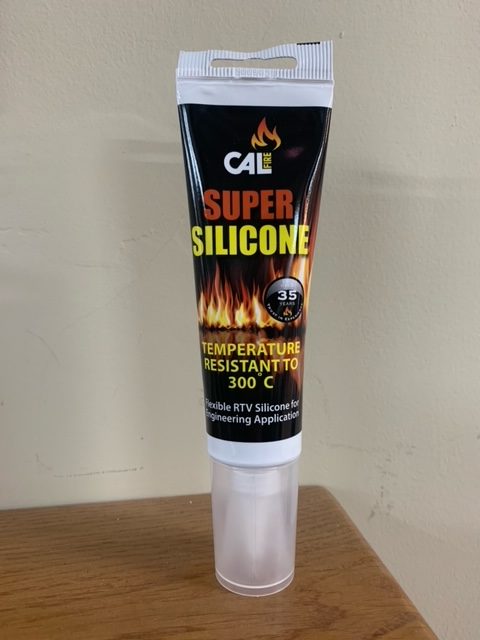 CAL
FIRE
SUPER
SILICONE
35
YEARS
TEMPERATURE
RESISTANT TO
300°C
Flexible RTV Silicone for
Engineering Application